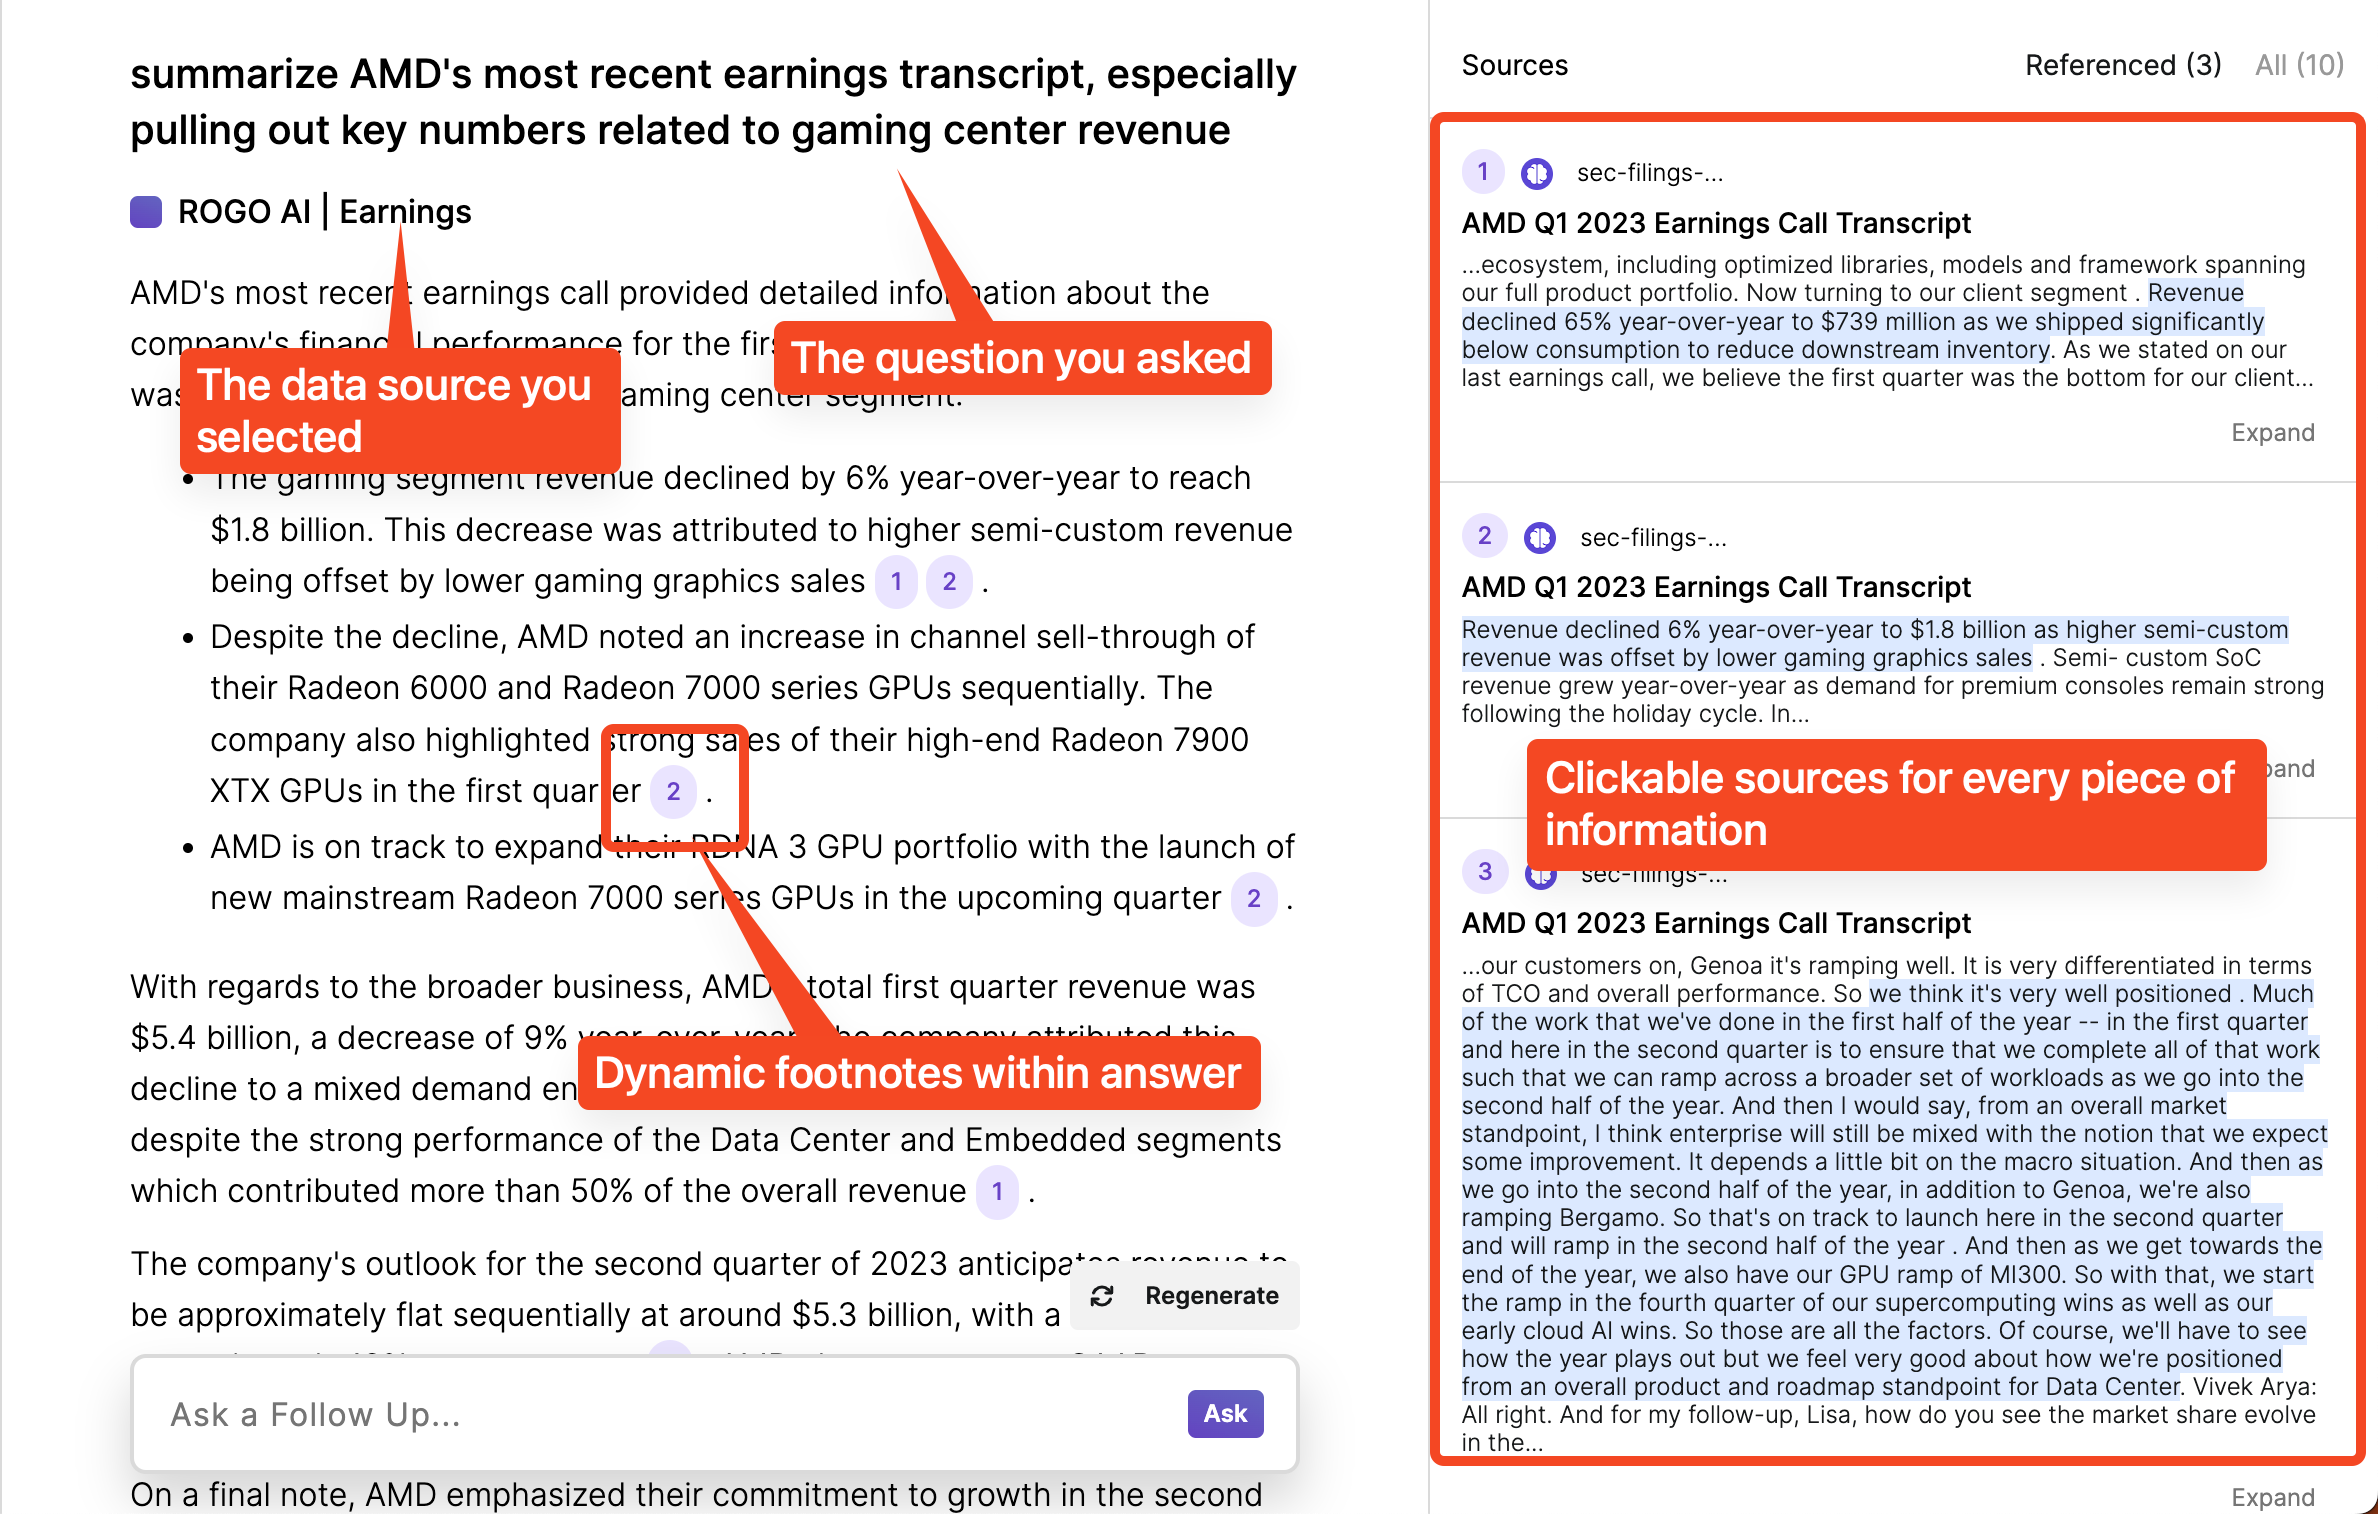 summarize AMD's most recent earnings transcript, especially
pulling out key numbers related to gaming center revenue
ROGO AI | Earnings
AMD's most recent earnings call provided detailed information about the
company's financial performance for the firs
The question you asked
The data source you
selected
was
aming center segment.
• The gaming segment revenue declined by 6% year-over-year to reach
$1.8 billion. This decrease was attributed to higher semi-custom revenue
being offset by lower gaming graphics sales 1 2 .
• Despite the decline, AMD noted an increase in channel sell-through of
their Radeon 6000 and Radeon 7000 series GPUs sequentially. The
company also highlighted strong sales of their high-end Radeon 7900
XTX GPUs in the first quarter 2 .
• AMD is on track to expand their RDNA 3 GPU portfolio with the launch of
new mainstream Radeon 7000 series GPUs in the upcoming quarter 2 .
With regards to the broader business, AMD total first quarter revenue was
$5.4 billion, a decrease of 9% year-over-year he company attributed this
Dynamic footnotes within answer
decline to a mixed demand en
despite the strong performance of the Data Center and Embedded segments
which contributed more than 50% of the overall revenue 1 .
The company's outlook for the second quarter of 2023 anticipates revenue to
be approximately flat sequentially at around $5.3 billion, with a
Regenerate
Ask a Follow Up...
Ask
On a final note, AMD emphasized their commitment to growth in the second
Sources
Referenced (3)
All (10)
1 sec-filings-...
AMD Q1 2023 Earnings Call Transcript
...ecosystem, including optimized libraries, models and framework spanning
our full product portfolio. Now turning to our client segment . Revenue
declined 65% year-over-year to $739 million as we shipped significantly
below consumption to reduce downstream inventory. As we stated on our
last earnings call, we believe the first quarter was the bottom for our client...
Expand
2 sec-filings-...
AMD Q1 2023 Earnings Call Transcript
Revenue declined 6% year-over-year to $1.8 billion as higher semi-custom
revenue was offset by lower gaming graphics sales . Semi- custom SoC
revenue grew year-over-year as demand for premium consoles remain strong
following the holiday cycle. In...
pand
Clickable sources for every piece of
information
3 sec-filings-...
AMD Q1 2023 Earnings Call Transcript
...our customers on, Genoa it's ramping well. It is very differentiated in terms
of TCO and overall performance. So we think it's very well positioned . Much
of the work that we've done in the first half of the year -- in the first quarter
and here in the second quarter is to ensure that we complete all of that work
such that we can ramp across a broader set of workloads as we go into the
second half of the year. And then I would say, from an overall market
standpoint, I think enterprise will still be mixed with the notion that we expect
some improvement. It depends a little bit on the macro situation. And then as
we go into the second half of the year, in addition to Genoa, we're also
ramping Bergamo. So that's on track to launch here in the second quarter
and will ramp in the second half of the year . And then as we get towards the
end of the year, we also have our GPU ramp of MI300. So with that, we start
the ramp in the fourth quarter of our supercomputing wins as well as our
early cloud AI wins. So those are all the factors. Of course, we'll have to see
how the year plays out but we feel very good about how we're positioned
from an overall product and roadmap standpoint for Data Center. Vivek Arya:
All right. And for my follow-up, Lisa, how do you see the market share evolve
in the...
Expand